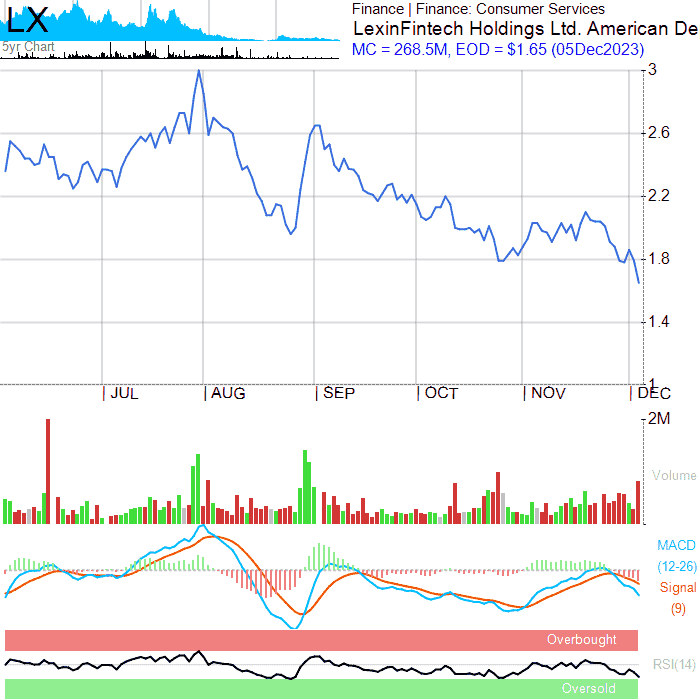 LX
5yr Chart
Finance | Finance: Consumer Services
LexinFintech Holdings Ltd. American De
MC = 268.5M, EOD = $1.65 (05Dec2023)
3
2.6
2.2
1.8
1.4
1
JUL AUG SEP OCT NOV DEC
2M
Volume
MACD
(12-26)
Signal
(9)
Overbought
RSI(14)
Oversold